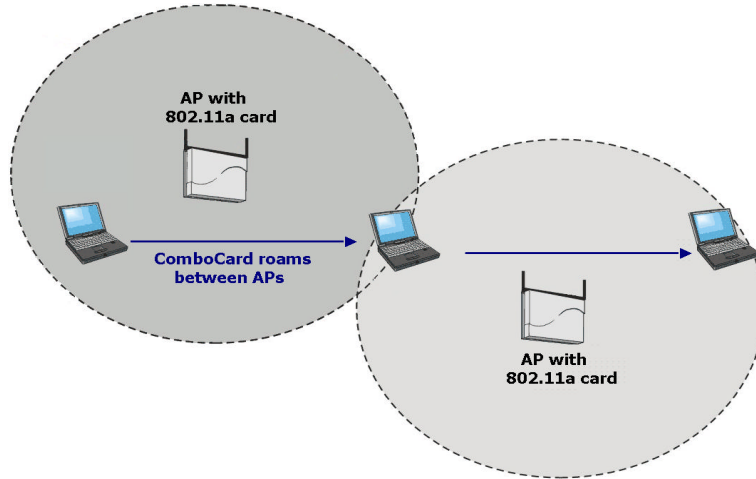 AP with
802.11a card
ComboCard roams
between APs
AP with
802.11a card